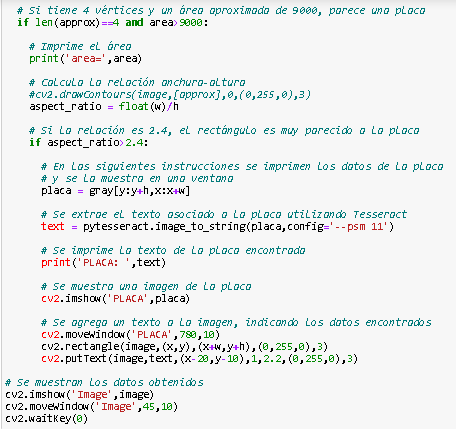 # Si tiene 4 vértices y un área aproximada de 9000, parece una placa
if len(approx)==4 and area>9000:
# Imprime el área
print('area=',area)
# Calcula la relación anchura-altura
#cv2.drawContours(image,[approx],0,(0,255,0),3)
aspect_ratio = float(w)/h
# Si la relación es 2.4, el rectángulo es muy parecido a la placa
if aspect_ratio>2.4:
# En las siguientes instrucciones se imprimen los datos de la placa
# y se la muestra en una ventana
placa = gray[y:y+h,x:x+w]
# Se extrae el texto asociado a la placa utilizando Tesseract
text = pytesseract.image_to_string(placa,config='--psm 11')
# Se imprime la texto de la placa encontrada
print('PLACA: ',text)
# Se muestra una imagen de la placa
cv2.imshow('PLACA',placa)
# Se agrega un texto a la imagen, indicando los datos encontrados
cv2.moveWindow('PLACA',780,10)
cv2.rectangle(image,(x,y),(x+w,y+h),(0,255,0),3)
cv2.putText(image,text,(x-20,y-10),1,2.2,(0,255,0),3)
# Se muestran los datos obtenidos
cv2.imshow('Image',image)
cv2.moveWindow('Image',45,10)
cv2.waitKey(0)